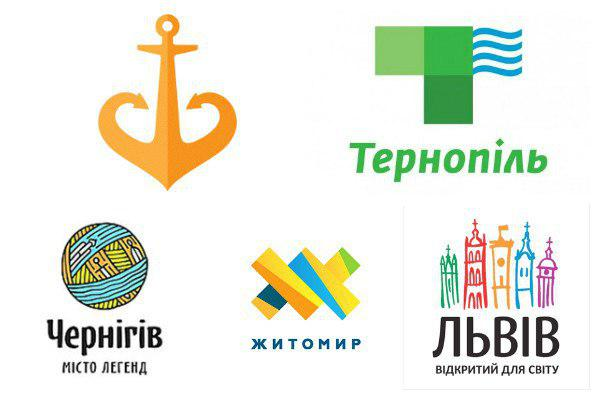 Тернопіль
Чернігів
МІСТО ЛЕГЕНД
ЖИТОМИР
ЛЬВІВ
ВІДКРИТИЙ ДЛЯ СВІТУ